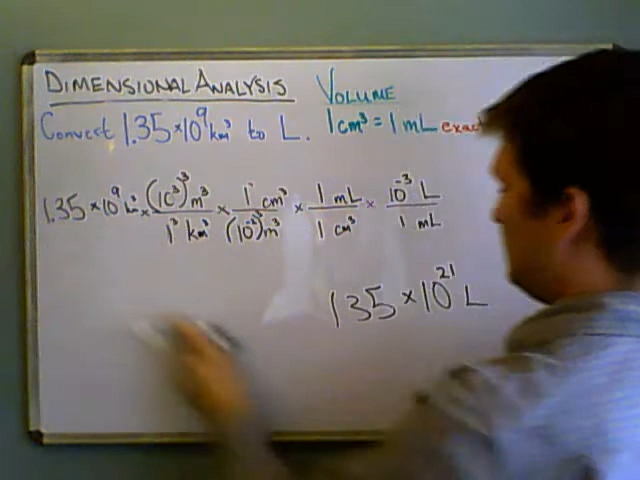 DIMENSIONAL ANALYSIS VOLUME
Convert 1.35 × 10⁹ km³ to L. 1 cm³ = 1 mL exac
1.35 × 10⁹ km³ × (10³)³ m³ / 1³ km³ × 1³ cm³ / (10⁻²)³ m³ × 1 mL / 1 cm³ × 10⁻³ L / 1 mL
1.35 × 10²¹ L